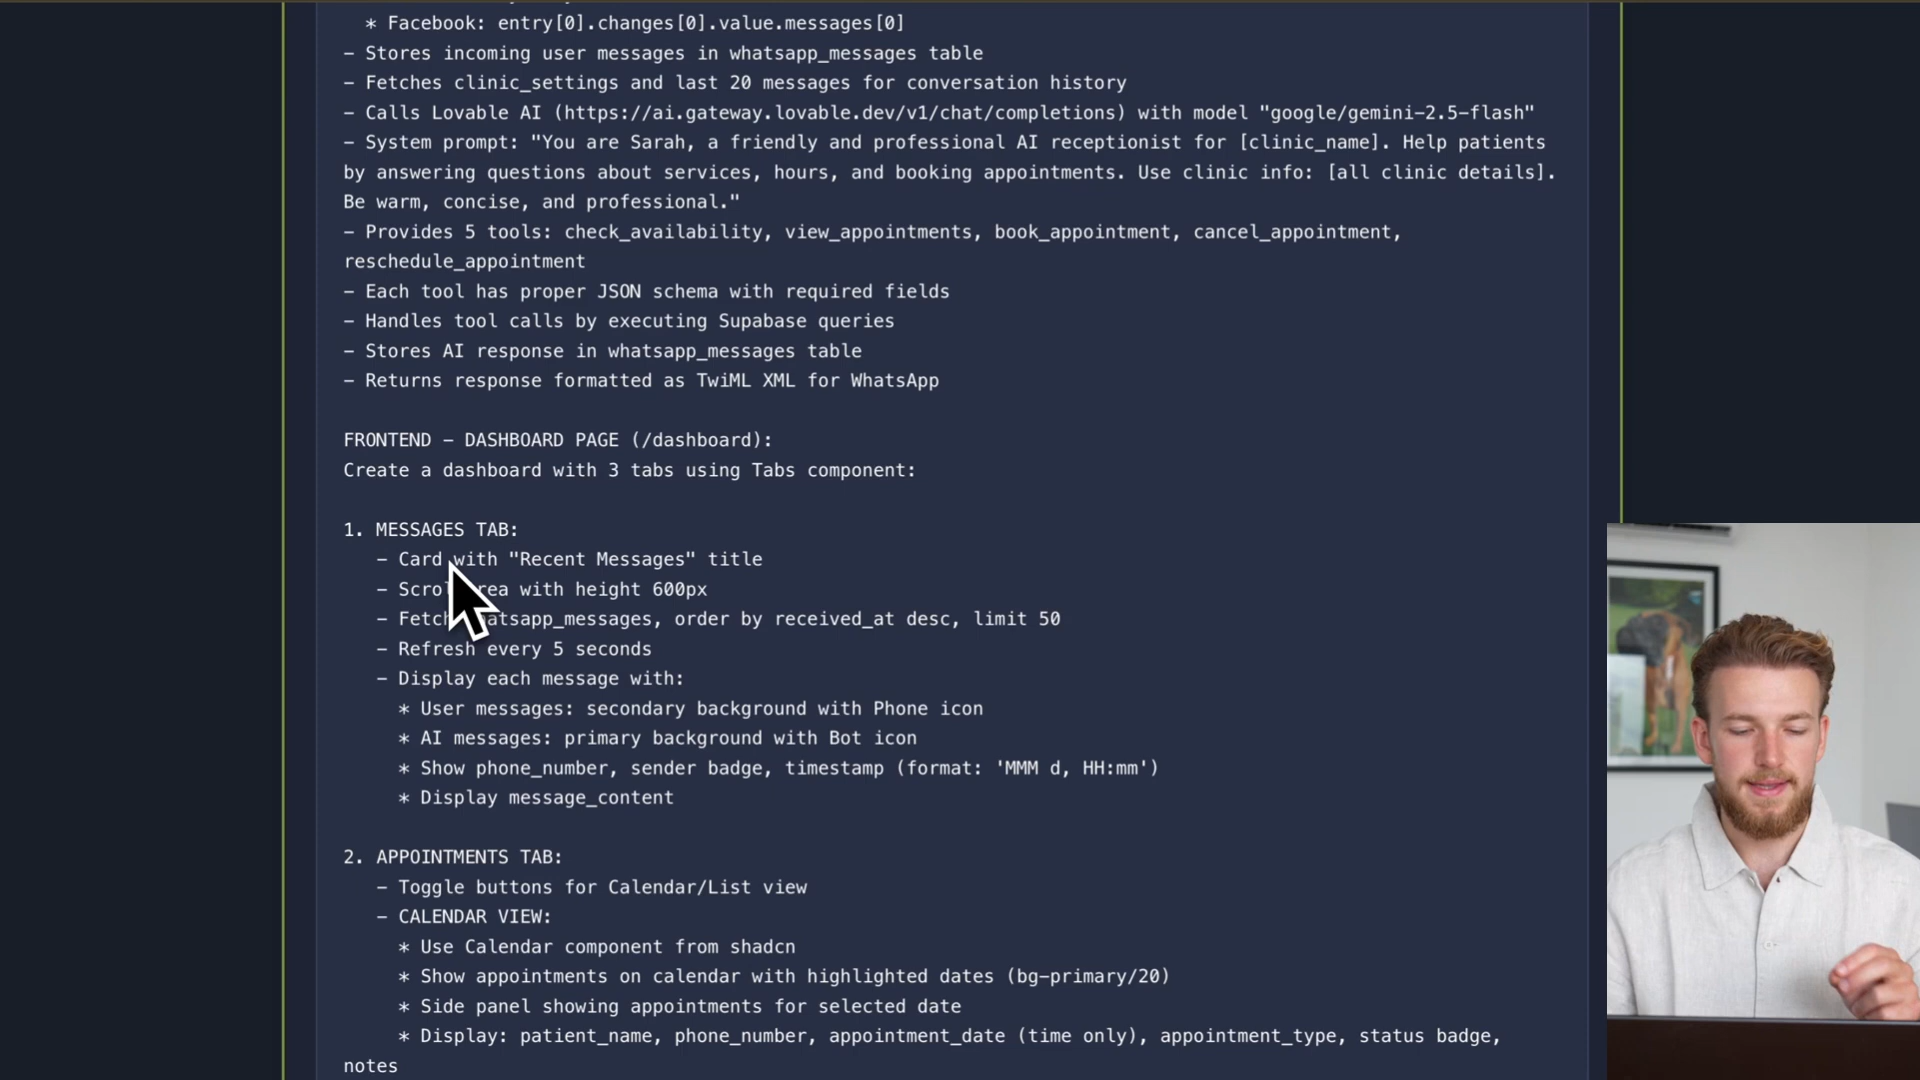 * Facebook: entry[0].changes[0].value.messages[0]
– Stores incoming user messages in whatsapp_messages table
– Fetches clinic_settings and last 20 messages for conversation history
– Calls Lovable AI (https://ai.gateway.lovable.dev/v1/chat/completions) with model "google/gemini-2.5-flash"
– System prompt: "You are Sarah, a friendly and professional AI receptionist for [clinic_name]. Help patients
by answering questions about services, hours, and booking appointments. Use clinic info: [all clinic details].
Be warm, concise, and professional."
– Provides 5 tools: check_availability, view_appointments, book_appointment, cancel_appointment,
reschedule_appointment
– Each tool has proper JSON schema with required fields
– Handles tool calls by executing Supabase queries
– Stores AI response in whatsapp_messages table
– Returns response formatted as TwiML XML for WhatsApp
FRONTEND – DASHBOARD PAGE (/dashboard):
Create a dashboard with 3 tabs using Tabs component:
1. MESSAGES TAB:
– Card with "Recent Messages" title
– with height 600px
– order by received_at desc, limit 50
– Refresh every 5 seconds
– Display each message with:
* User messages: secondary background with Phone icon
* AI messages: primary background with Bot icon
* Show phone_number, sender badge, timestamp (format: 'MMM d, HH:mm')
* Display message_content
2. APPOINTMENTS TAB:
– Toggle buttons for Calendar/List view
– CALENDAR VIEW:
* Use Calendar component from shadcn
* Show appointments on calendar with highlighted dates (bg-primary/20)
* Side panel showing appointments for selected date
* Display: patient_name, phone_number, appointment_date (time only), appointment_type, status badge,
notes